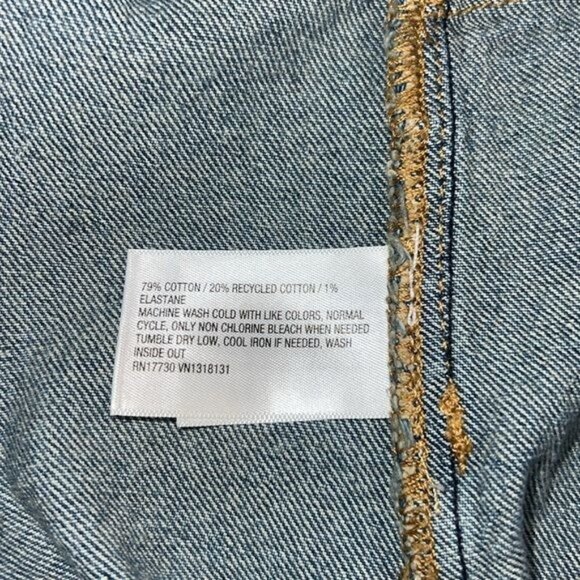 79% COTTON / 20% RECYCLED COTTON / 1%
ELASTANE
MACHINE WASH COLD WITH LIKE COLORS, NORMAL
CYCLE, ONLY NON CHLORINE BLEACH WHEN NEEDED
TUMBLE DRY LOW, COOL IRON IF NEEDED, WASH
INSIDE OUT
RN17730 VN1318131